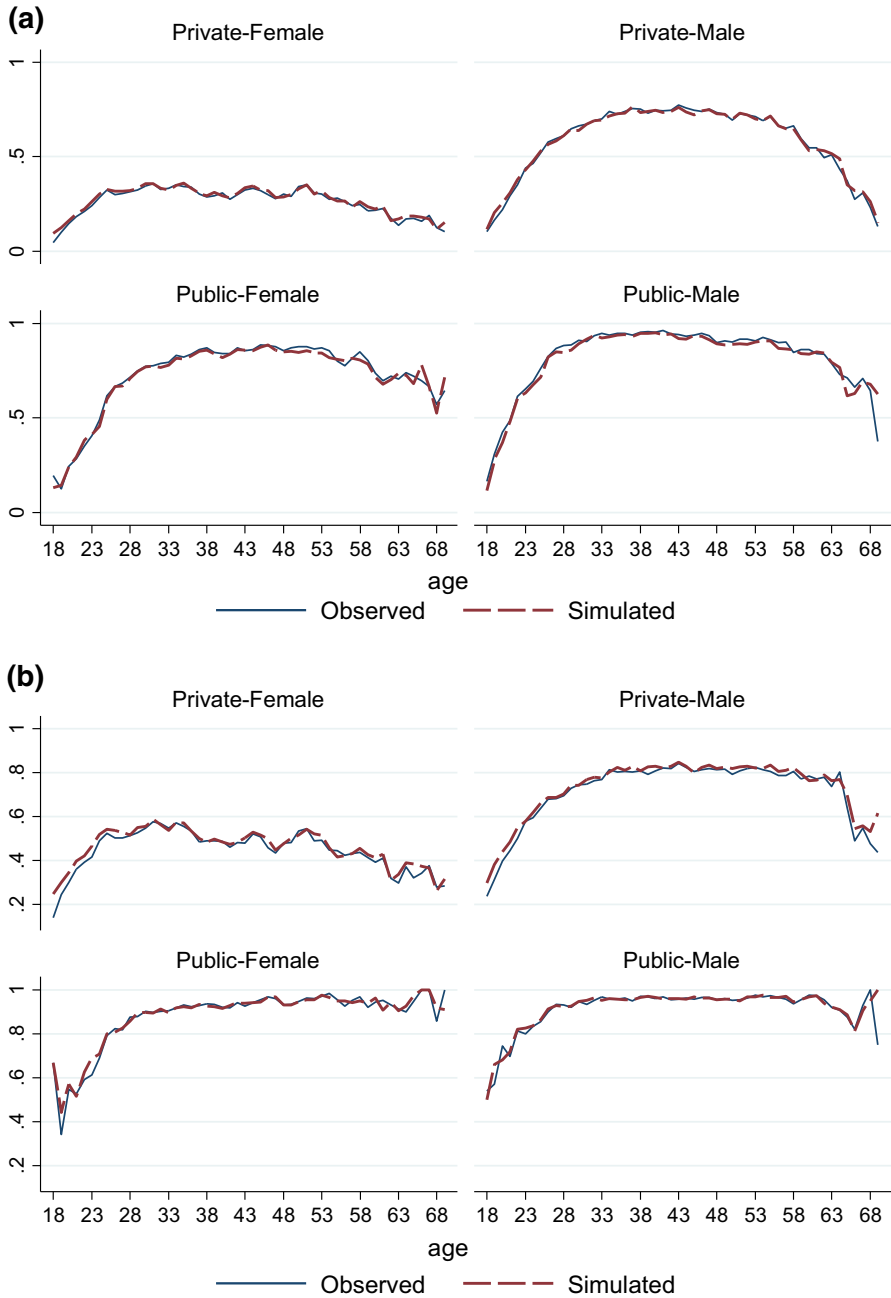 (a)
Private-Female Private-Male
1
.5
0
Public-Female Public-Male
1
.5
0
18 23 28 33 38 43 48 53 58 63 68 18 23 28 33 38 43 48 53 58 63 68
age
Observed Simulated
(b)
Private-Female Private-Male
1
.8
.6
.4
.2
Public-Female Public-Male
1
.8
.6
.4
.2
18 23 28 33 38 43 48 53 58 63 68 18 23 28 33 38 43 48 53 58 63 68
age
Observed Simulated